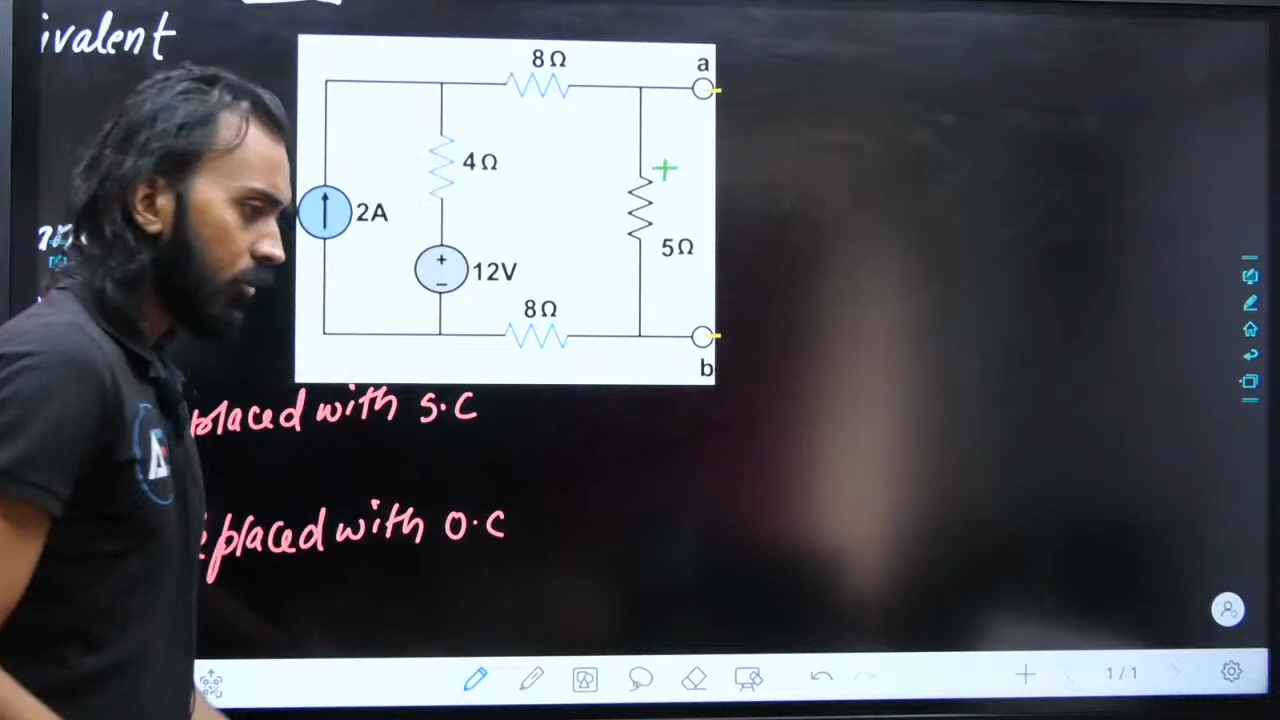 ivalent
8Ω
a
4Ω
2A
+
5Ω
+
12V
−
8Ω
b
placed with S.C
placed with O.C
1/1